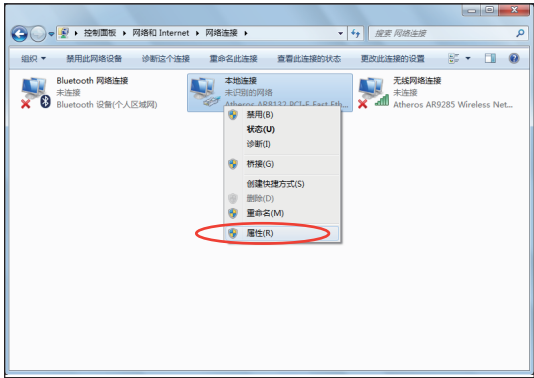 控制面板 ▸ 网络和 Internet ▸ 网络连接 ▸
搜索 网络连接
组织 ▾ 禁用此网络设备 诊断这个连接 重命名此连接 查看此连接的状态 更改此连接的设置
Bluetooth 网络连接
未连接
Bluetooth 设备(个人区域网)
本地连接
未识别的网络
Atheros AR8132 PCI-E Fast Eth...
无线网络连接
未连接
Atheros AR9285 Wireless Net...
禁用(B)
状态(U)
诊断(I)
桥接(G)
创建快捷方式(S)
删除(D)
重命名(M)
属性(R)